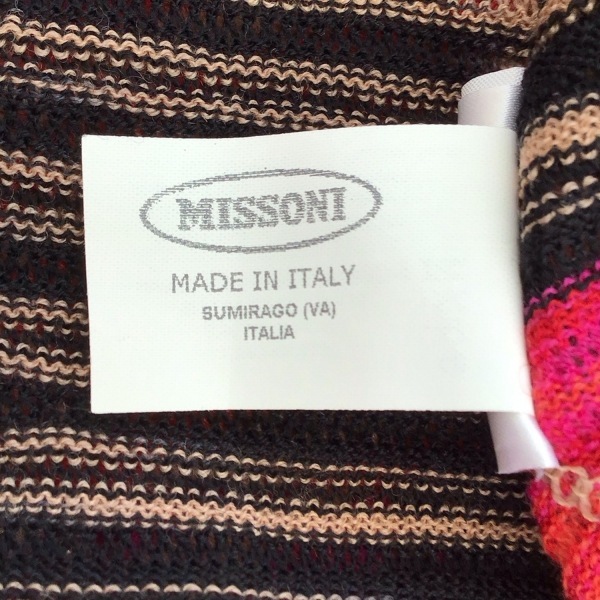 MISSONI
MADE IN ITALY
SUMIRAGO (VA)
ITALIA